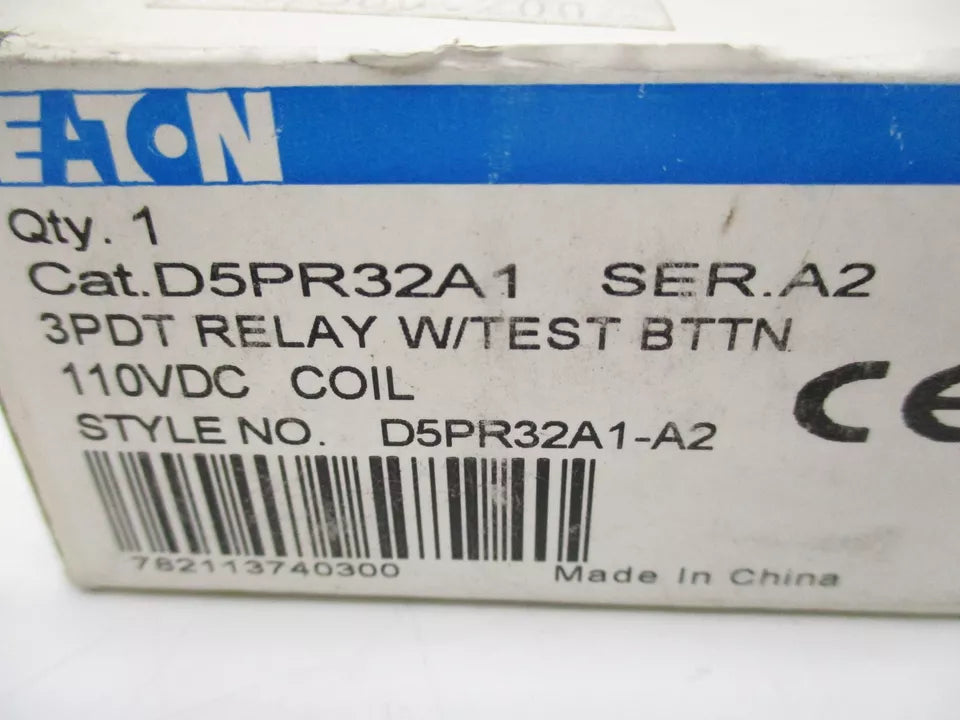 EATON
Qty. 1
Cat.D5PR32A1 SER.A2
3PDT RELAY W/TEST BTTN
110VDC COIL
CE
STYLE NO. D5PR32A1-A2
782113740300
Made In China